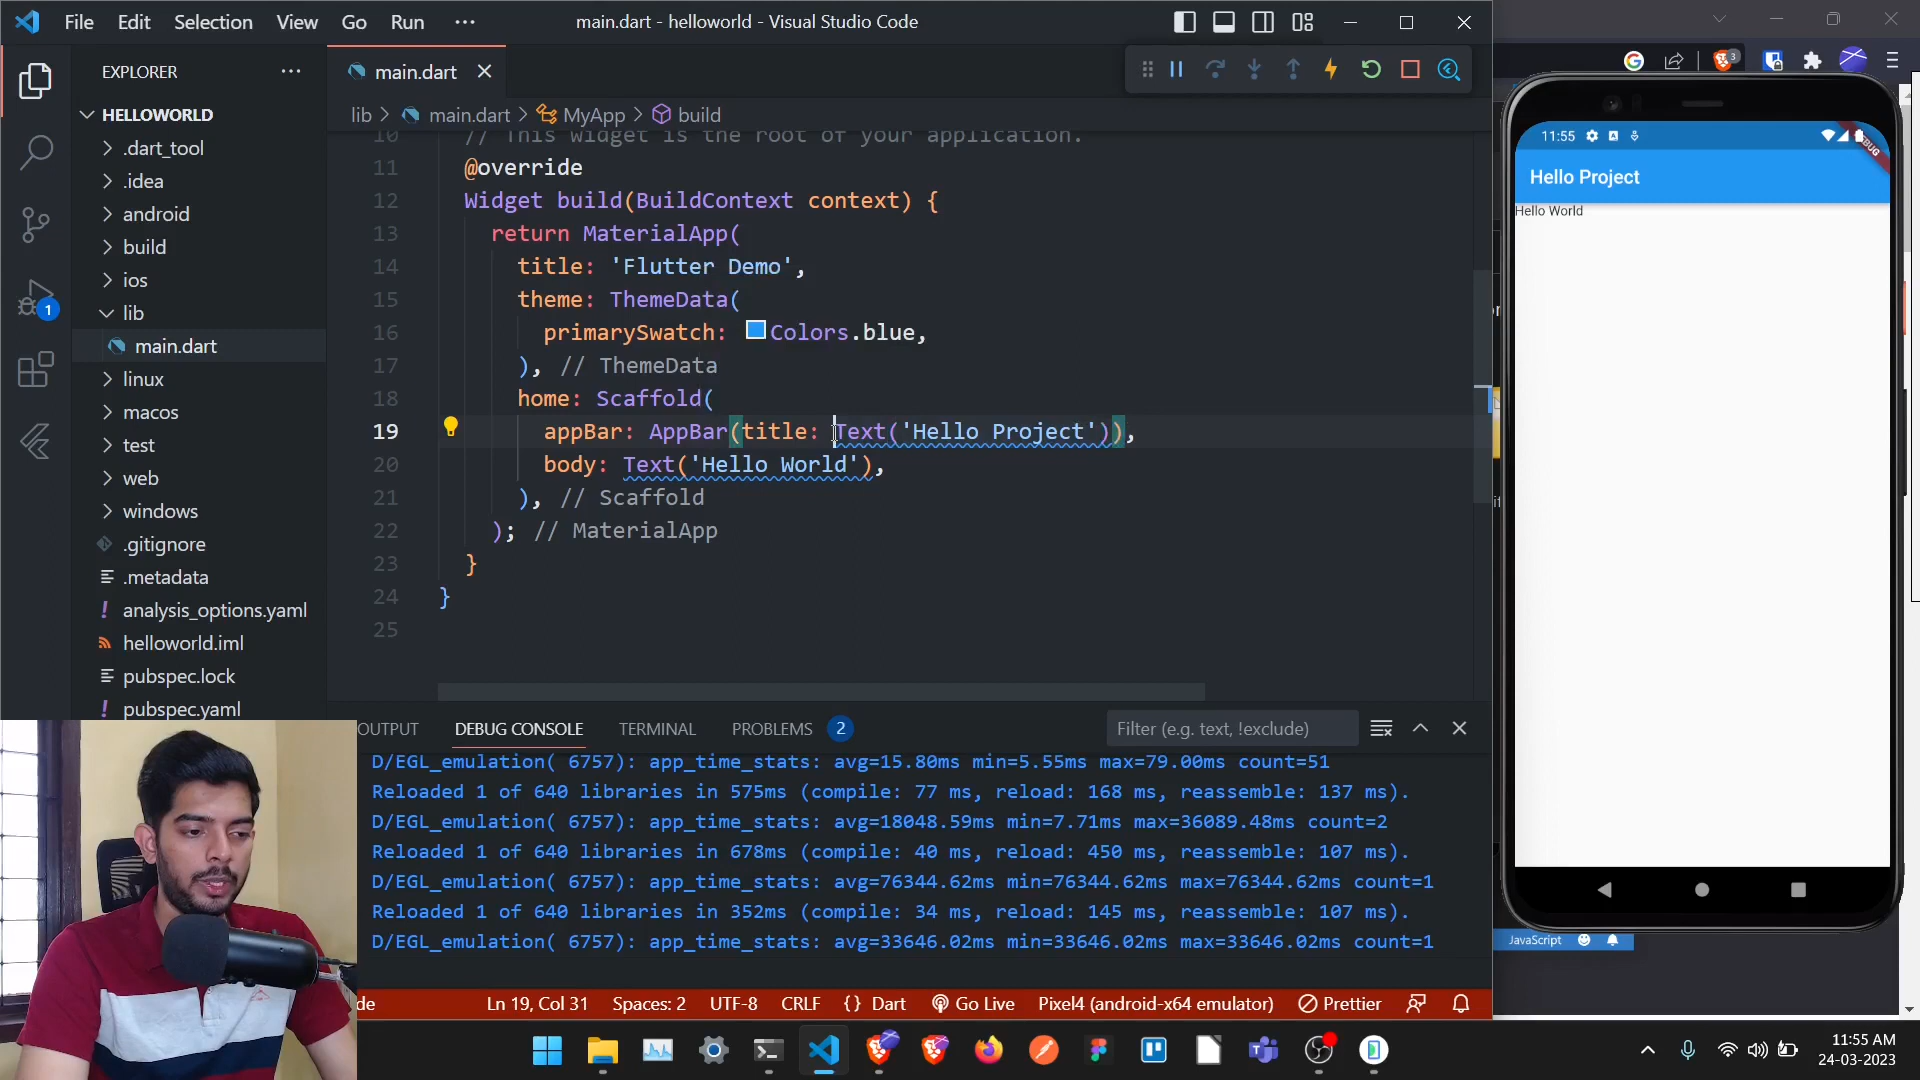 File Edit Selection View Go Run ··· main.dart - helloworld - Visual Studio Code
EXPLORER ···
main.dart
HELLOWORLD
.dart_tool
.idea
android
build
ios
lib
main.dart
linux
macos
test
web
windows
.gitignore
.metadata
! analysis_options.yaml
helloworld.iml
pubspec.lock
! pubspec.yaml
1
lib > main.dart > MyApp > build
10 // This widget is the root of your application.
11 @override
12 Widget build(BuildContext context) {
13 return MaterialApp(
14 title: 'Flutter Demo',
15 theme: ThemeData(
16 primarySwatch: Colors.blue,
17 ), // ThemeData
18 home: Scaffold(
19 appBar: AppBar(title: Text('Hello Project')),
20 body: Text('Hello World'),
21 ), // Scaffold
22 ); // MaterialApp
23 }
24 }
25
OUTPUT DEBUG CONSOLE TERMINAL PROBLEMS 2 Filter (e.g. text, !exclude)
D/EGL_emulation( 6757): app_time_stats: avg=15.80ms min=5.55ms max=79.00ms count=51
Reloaded 1 of 640 libraries in 575ms (compile: 77 ms, reload: 168 ms, reassemble: 137 ms).
D/EGL_emulation( 6757): app_time_stats: avg=18048.59ms min=7.71ms max=36089.48ms count=2
Reloaded 1 of 640 libraries in 678ms (compile: 40 ms, reload: 450 ms, reassemble: 107 ms).
D/EGL_emulation( 6757): app_time_stats: avg=76344.62ms min=76344.62ms max=76344.62ms count=1
Reloaded 1 of 640 libraries in 352ms (compile: 34 ms, reload: 145 ms, reassemble: 107 ms).
D/EGL_emulation( 6757): app_time_stats: avg=33646.02ms min=33646.02ms max=33646.02ms count=1
de Ln 19, Col 31 Spaces: 2 UTF-8 CRLF {} Dart Go Live Pixel4 (android-x64 emulator) Prettier
3
11:55
Hello Project
Hello World
JavaScript
11:55 AM
24-03-2023